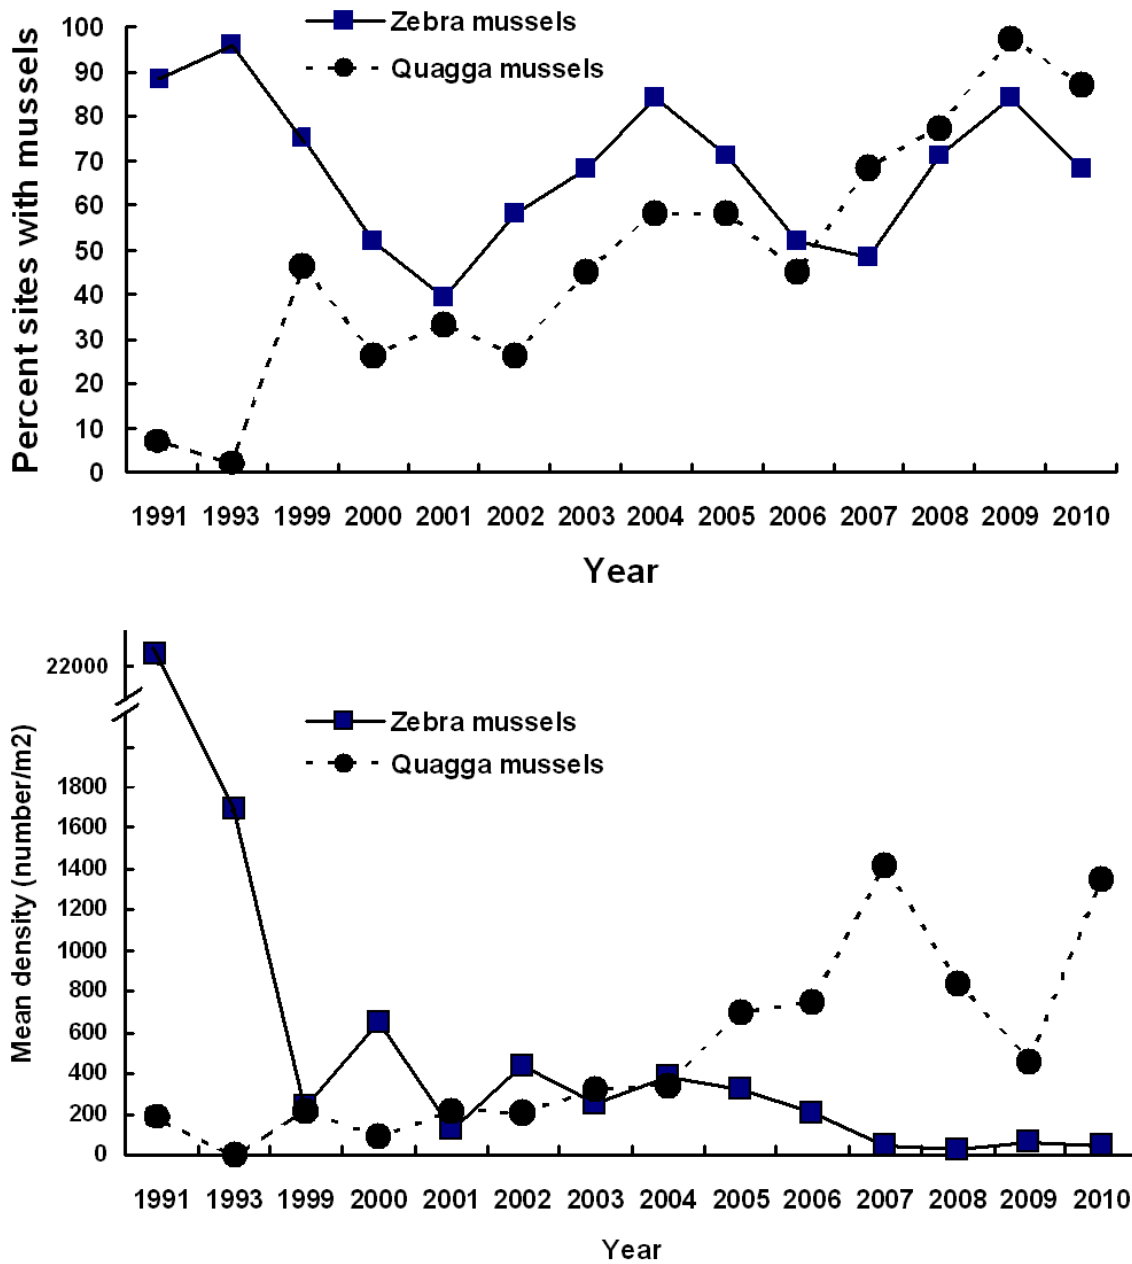 Percent sites with mussels
100
90
80
70
60
50
40
30
20
10
0
Zebra mussels
Quagga mussels
1991 1993 1999 2000 2001 2002 2003 2004 2005 2006 2007 2008 2009 2010
Year
Mean density (number/m2)
22000
1800
1600
1400
1200
1000
800
600
400
200
0
Zebra mussels
Quagga mussels
1991 1993 1999 2000 2001 2002 2003 2004 2005 2006 2007 2008 2009 2010
Year